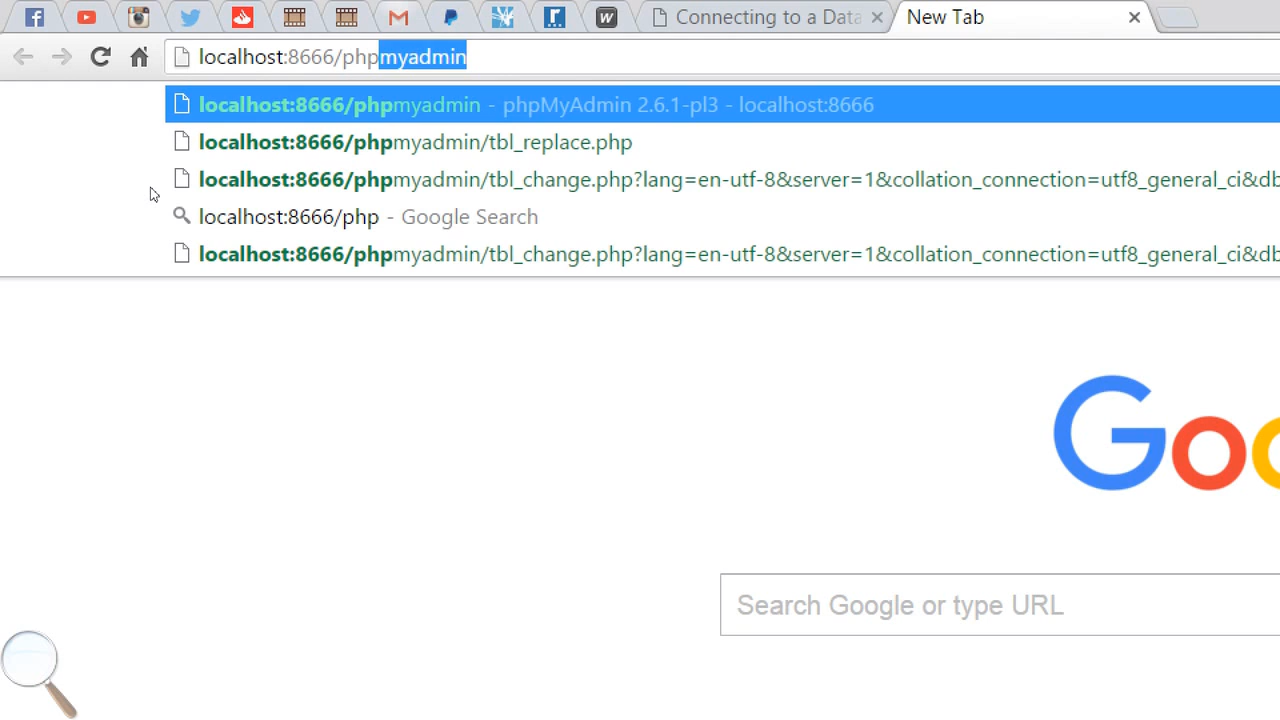 Connecting to a Data
New Tab
localhost:8666/phpmyadmin
localhost:8666/phpmyadmin - phpMyAdmin 2.6.1-pl3 - localhost:8666
localhost:8666/phpmyadmin/tbl_replace.php
localhost:8666/phpmyadmin/tbl_change.php?lang=en-utf-8&server=1&collation_connection=utf8_general_ci&db
localhost:8666/php - Google Search
localhost:8666/phpmyadmin/tbl_change.php?lang=en-utf-8&server=1&collation_connection=utf8_general_ci&db
Goo
Search Google or type URL